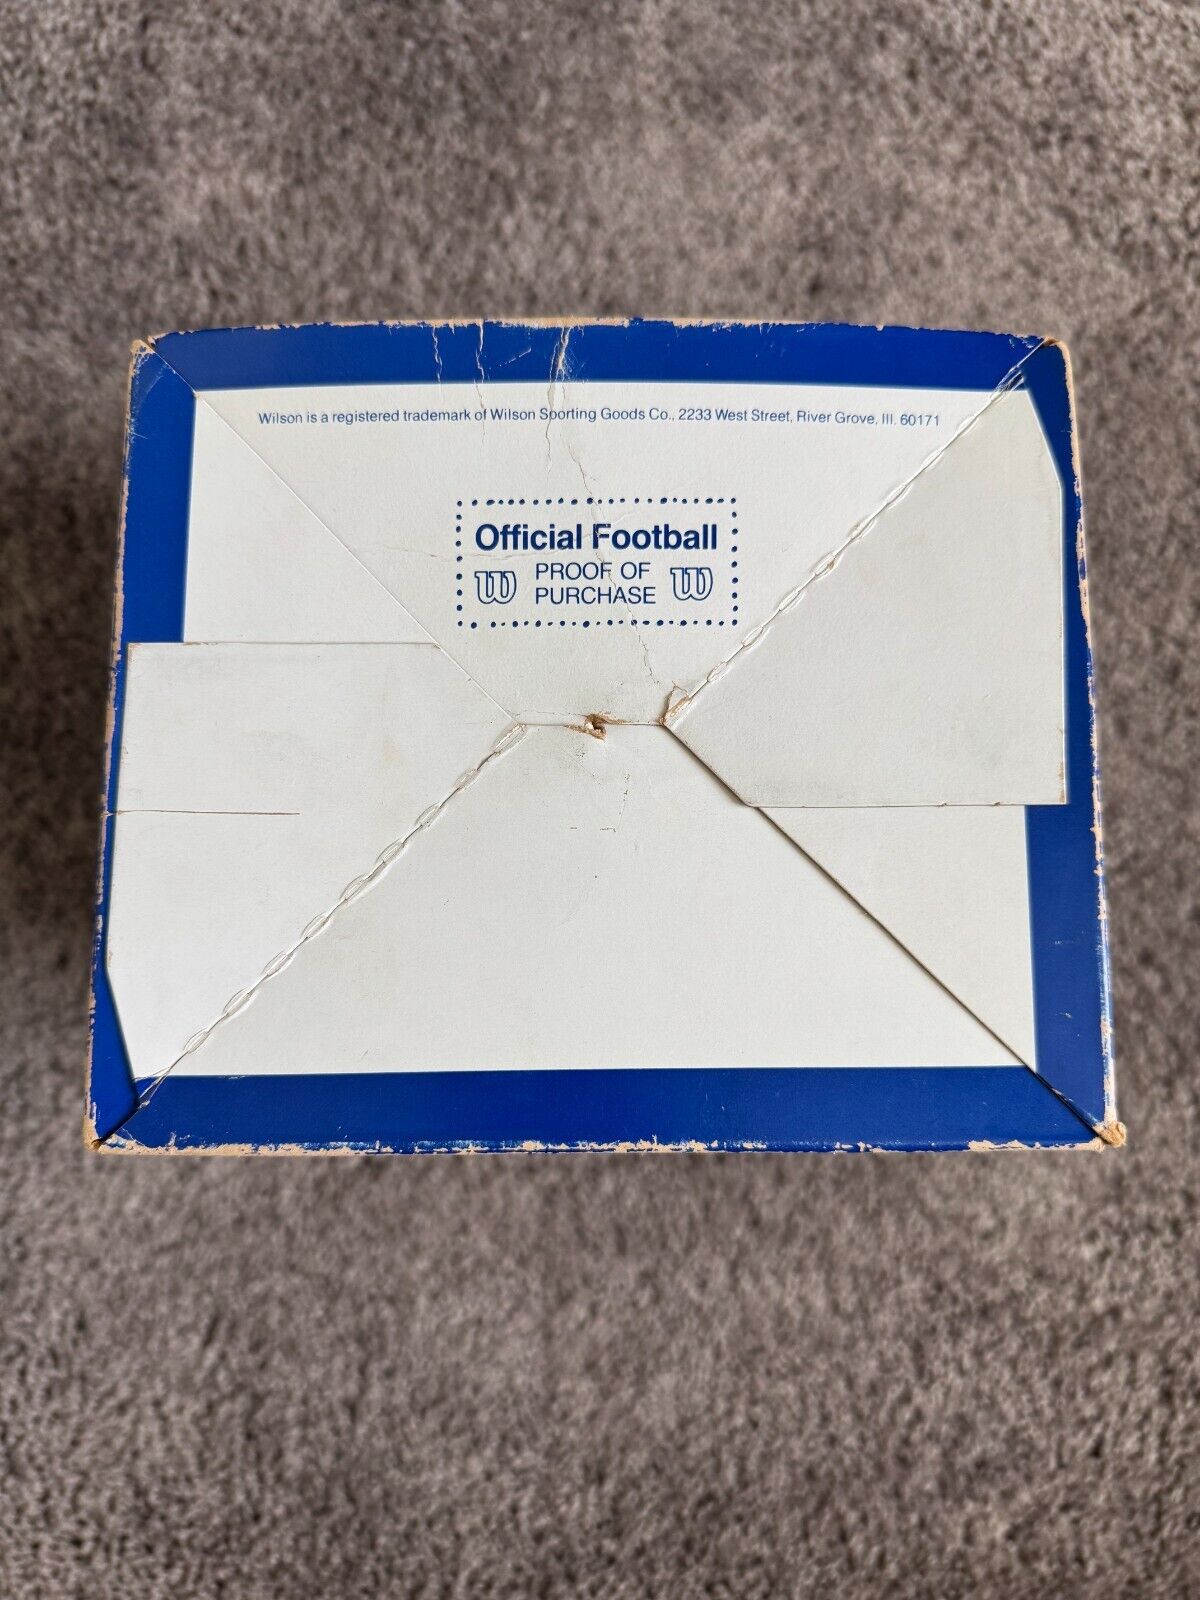 Wilson is a registered trademark of Wilson Sporting Goods Co., 2233 West Street, River Grove, Ill. 60171
Official Football
W PROOF OF W
PURCHASE